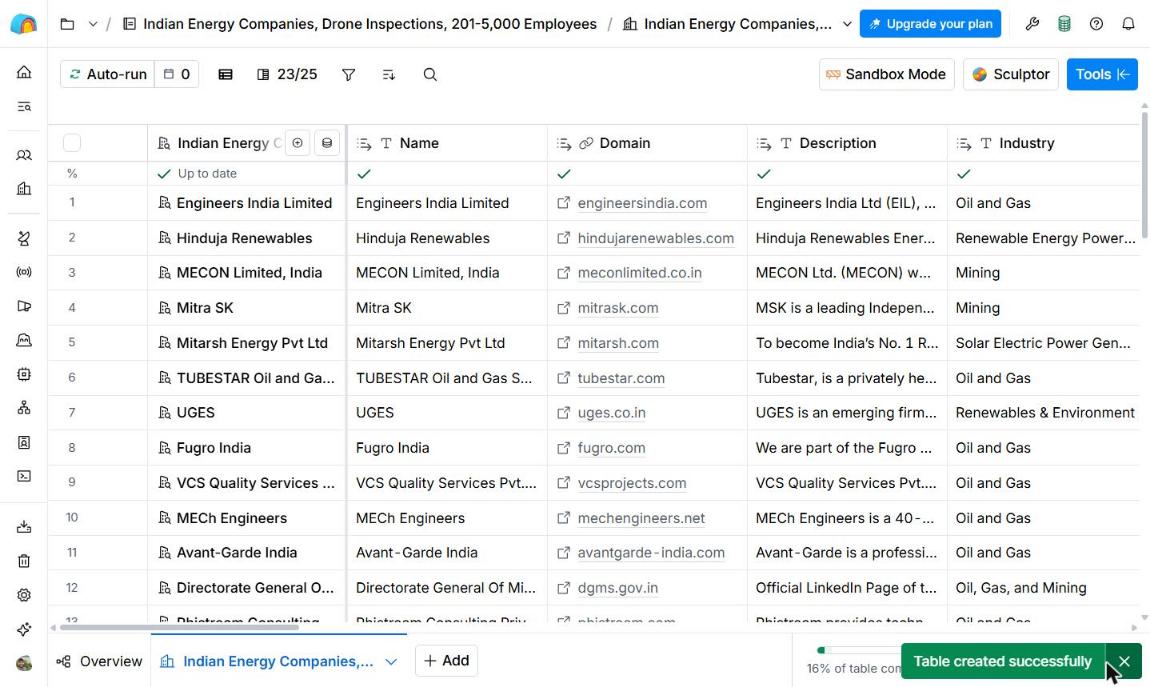 Indian Energy Companies, Drone Inspections, 201-5,000 Employees / Indian Energy Companies,... Upgrade your plan
Auto-run 0 23/25 Sandbox Mode Sculptor Tools
Indian Energy Name Domain Description Industry
% Up to date
1 Engineers India Limited Engineers India Limited engineersindia.com Engineers India Ltd (EIL), ... Oil and Gas
2 Hinduja Renewables Hinduja Renewables hindujarenewables.com Hinduja Renewables Ener... Renewable Energy Power...
3 MECON Limited, India MECON Limited, India meconlimited.co.in MECON Ltd. (MECON) w... Mining
4 Mitra SK Mitra SK mitrask.com MSK is a leading Indepen... Mining
5 Mitarsh Energy Pvt Ltd Mitarsh Energy Pvt Ltd mitarsh.com To become India's No. 1 R... Solar Electric Power Gen...
6 TUBESTAR Oil and Ga... TUBESTAR Oil and Gas S... tubestar.com Tubestar, is a privately he... Oil and Gas
7 UGES UGES uges.co.in UGES is an emerging firm... Renewables & Environment
8 Fugro India Fugro India fugro.com We are part of the Fugro ... Oil and Gas
9 VCS Quality Services ... VCS Quality Services Pvt.... vcsprojects.com VCS Quality Services Pvt.... Oil and Gas
10 MECh Engineers MECh Engineers mechengineers.net MECh Engineers is a 40-... Oil and Gas
11 Avant-Garde India Avant-Garde India avantgarde-india.com Avant-Garde is a professi... Oil and Gas
12 Directorate General O... Directorate General Of Mi... dgms.gov.in Official LinkedIn Page of t... Oil, Gas, and Mining
Overview Indian Energy Companies,... + Add
16% of table Table created successfully